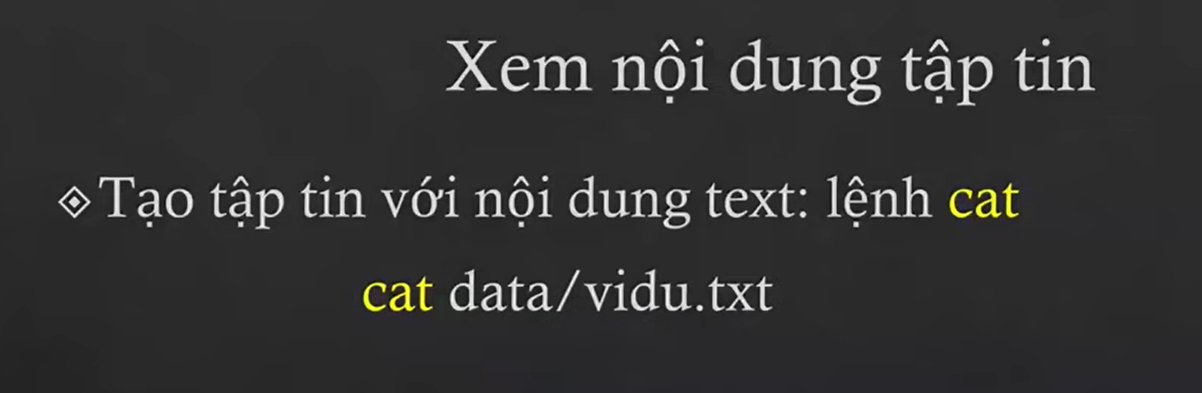 Xem nội dung tập tin
Tạo tập tin với nội dung text: lệnh cat
cat data/vidu.txt